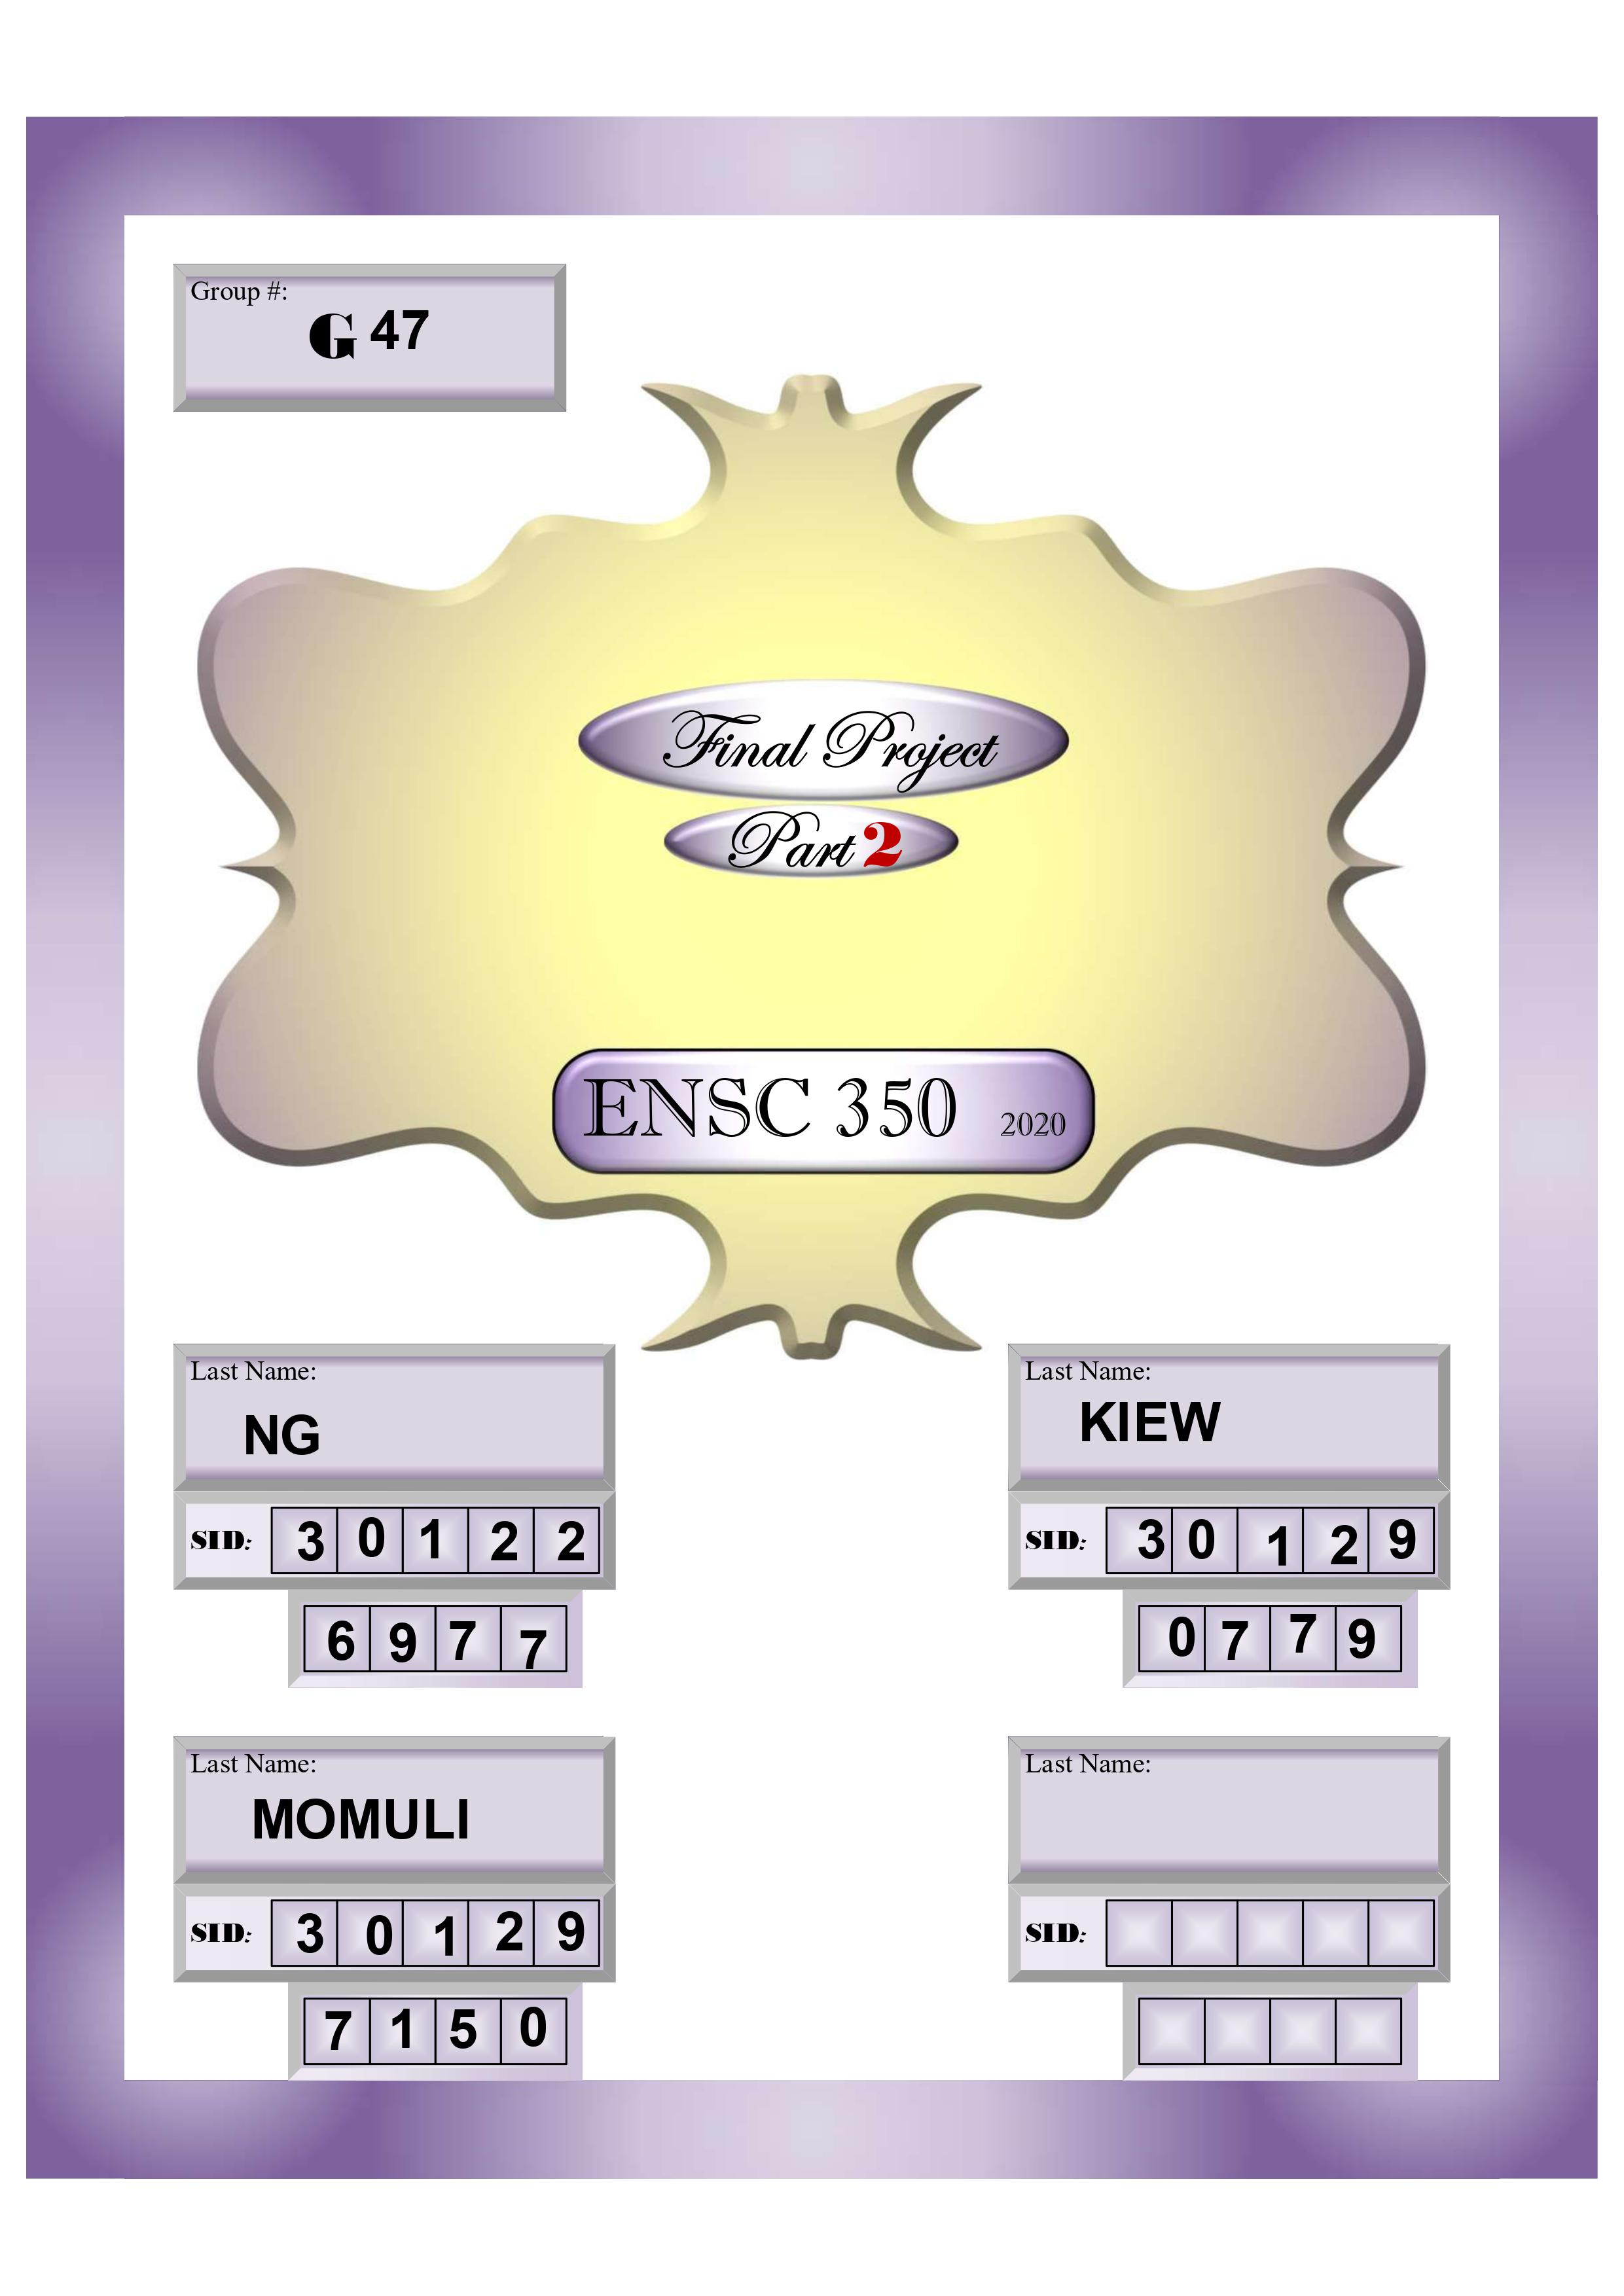 Group #:
G 47
Final Project
Part 2
ENSC 350 2020
Last Name:
NG
SID: 3 0 1 2 2
6 9 7 7
Last Name:
KIEW
SID: 3 0 1 2 9
0 7 7 9
Last Name:
MOMULI
SID: 3 0 1 2 9
7 1 5 0
Last Name:
SID: